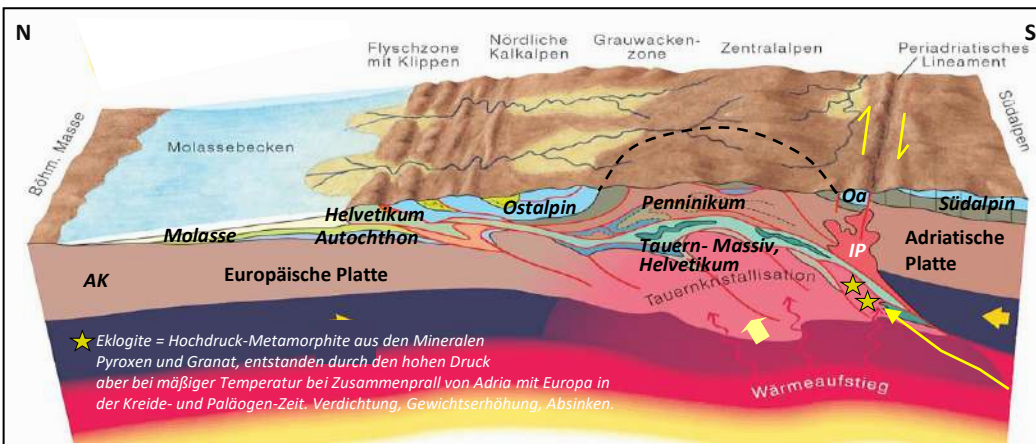 N
S
Flyschzone
mit Klippen
Nördliche
Kalkalpen
Grauwacken-
zone
Zentralalpen
Periadriatisches
Lineament
Südalpen
Böhm. Masse
Molassebecken
Oa
Südalpin
Helvetikum
Ostalpin
Penninikum
Molasse
Autochthon
Tauern- Massiv,
Helvetikum
IP
Adriatische
Platte
AK
Europäische Platte
Tauernkristallisation
Eklogite = Hochdruck-Metamorphite aus den Mineralen
Pyroxen und Granat, entstanden durch den hohen Druck
aber bei mäßiger Temperatur bei Zusammenprall von Adria mit Europa in
der Kreide- und Paläogen-Zeit. Verdichtung, Gewichtserhöhung, Absinken.
Wärmeaufstieg